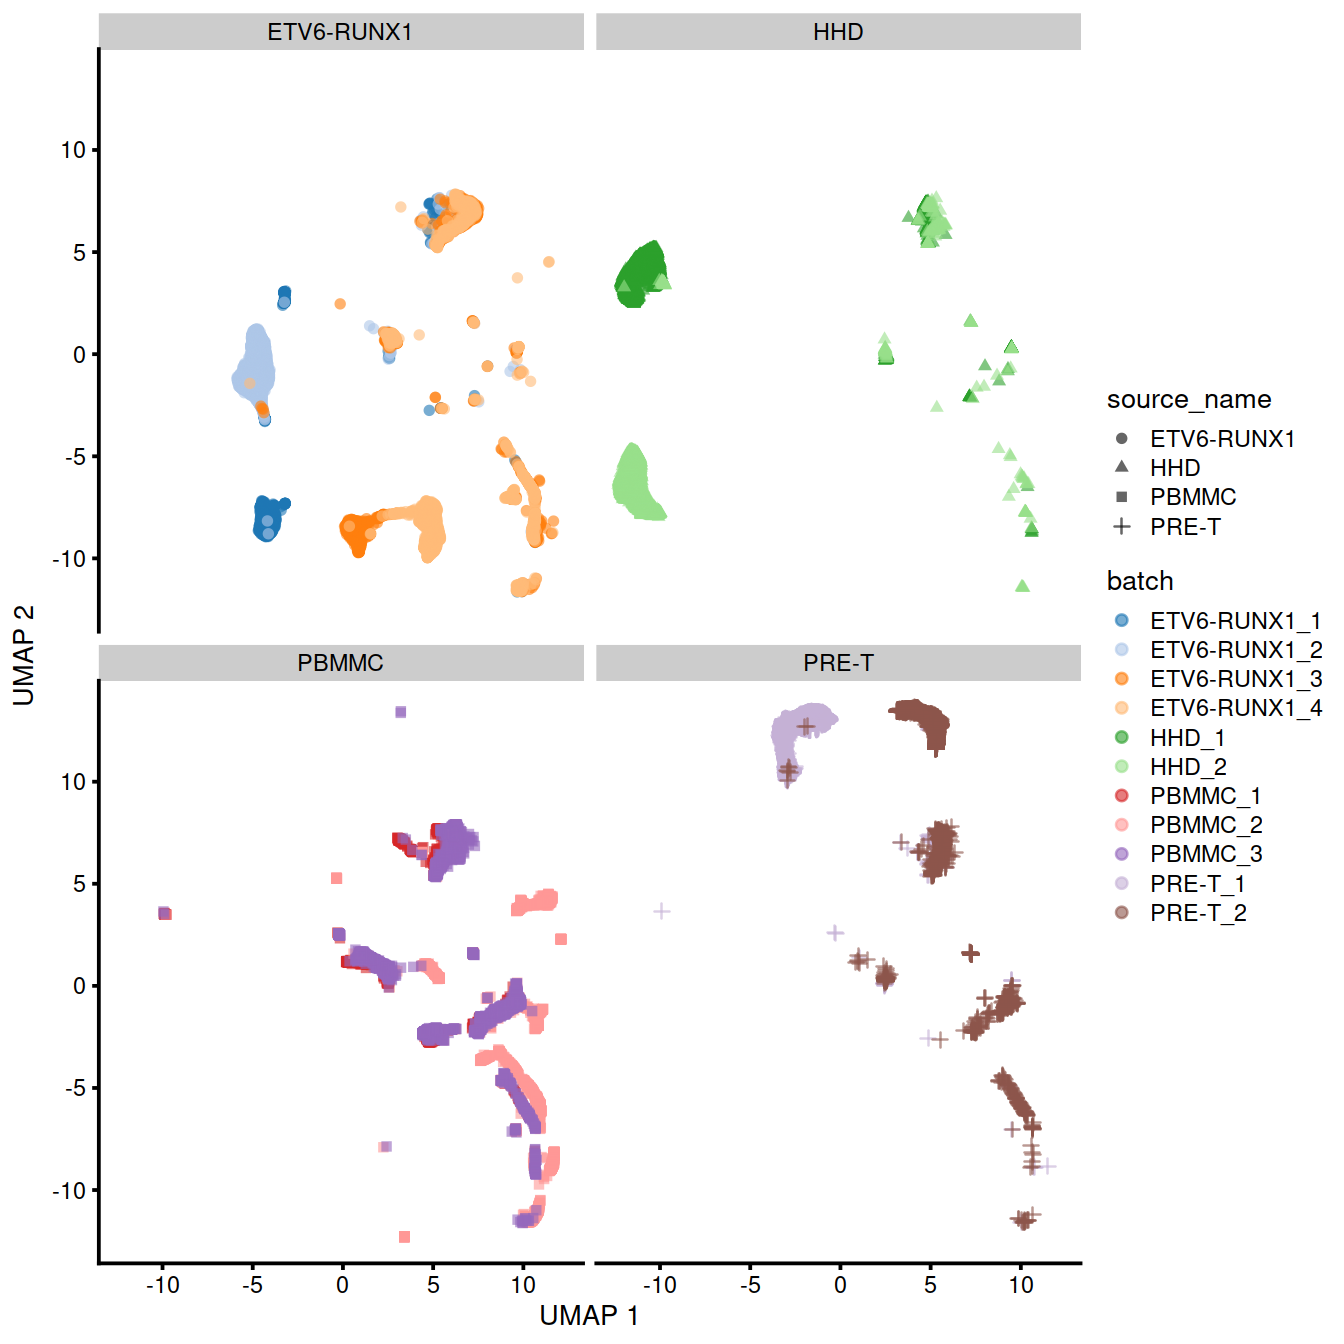 ETV6-RUNX1 HHD
10
5
0
-5
-10
PBMMC PRE-T
10
5
0
-5
-10
-10 -5 0 5 10 -10 -5 0 5 10
UMAP 1
UMAP 2
source_name
ETV6-RUNX1
HHD
PBMMC
PRE-T
batch
ETV6-RUNX1_1
ETV6-RUNX1_2
ETV6-RUNX1_3
ETV6-RUNX1_4
HHD_1
HHD_2
PBMMC_1
PBMMC_2
PBMMC_3
PRE-T_1
PRE-T_2